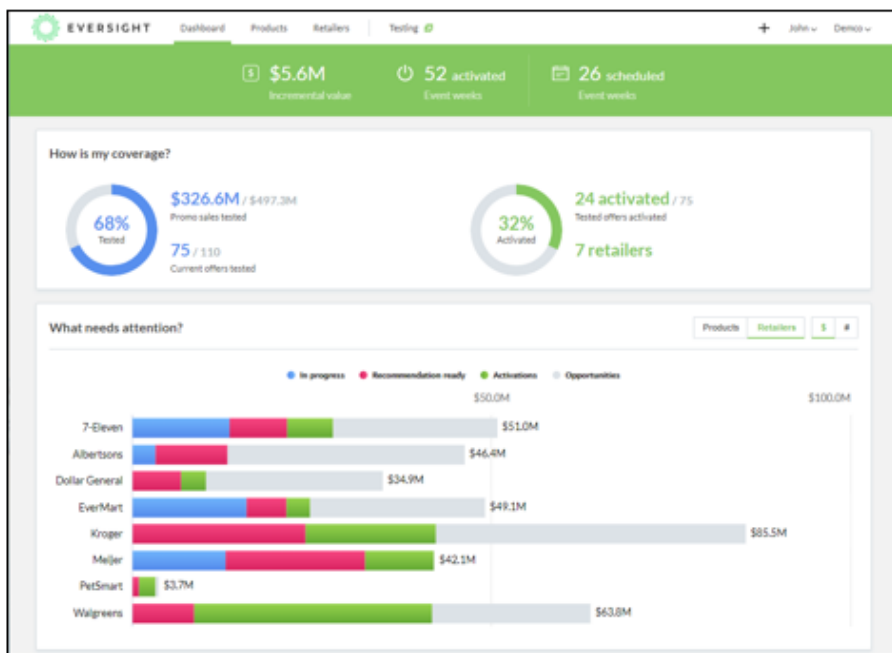 EVERSIGHT Dashboard Products Retailers Testing + John Demco
$5.6M 52 activated 26 scheduled
Incremental value Event weeks Event weeks
How is my coverage?
68%
Tested
$326.6M / $497.3M
Promo sales tested
75 / 110
Current offers tested
32%
Activated
24 activated / 75
Tested offers activated
7 retailers
What needs attention? Products Retailers $ #
In progress Recommendation ready Activations Opportunities
$50.0M $100.0M
7-Eleven $51.0M
Albertsons $46.4M
Dollar General $34.9M
EverMart $49.1M
Kroger $85.5M
Meijer $42.1M
PetSmart $3.7M
Walgreens $63.8M